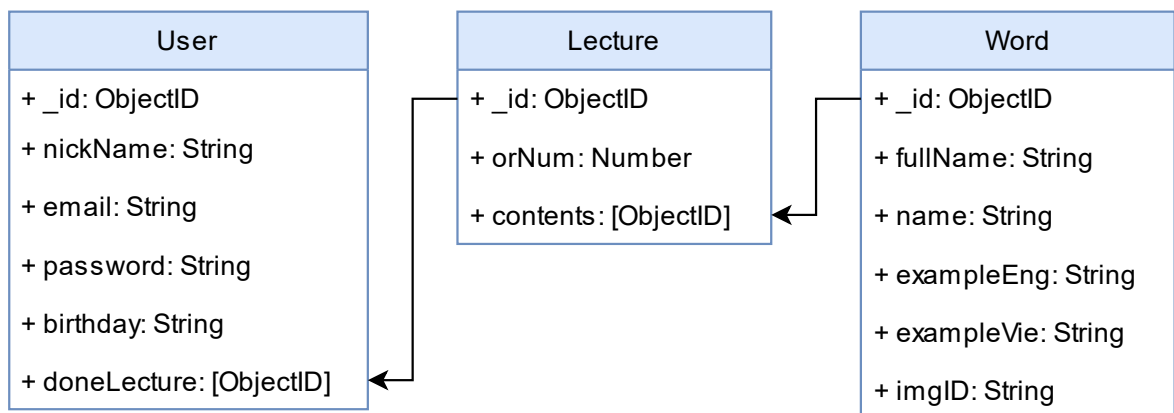 User
+ _id: ObjectID
+ nickName: String
+ email: String
+ password: String
+ birthday: String
+ doneLecture: [ObjectID]
Lecture
+ _id: ObjectID
+ orNum: Number
+ contents: [ObjectID]
Word
+ _id: ObjectID
+ fullName: String
+ name: String
+ exampleEng: String
+ exampleVie: String
+ imgID: String